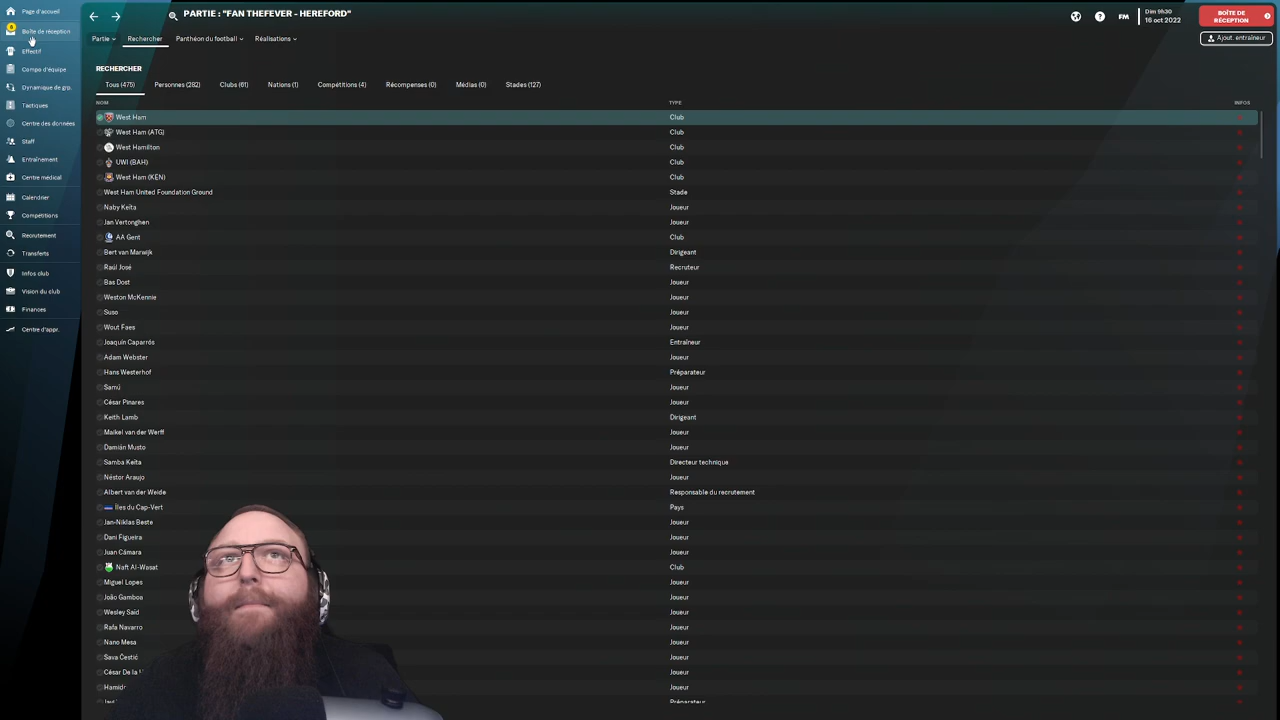 Page d'accueil
PARTIE : "FAN THEFEVER - HEREFORD"
FM
Dim 9h30
16 oct 2022
BOÎTE DE RÉCEPTION
6
Boîte de réception
Partie
Rechercher
Panthéon du football
Réalisations
Ajout. entraîneur
Effectif
Compo d'équipe
Dynamique de grp.
Tactiques
Centre des données
Staff
Entraînement
Centre médical
Calendrier
Compétitions
Recrutement
Transferts
Infos club
Vision du club
Finances
Centre d'appr.
RECHERCHER
Tous (475)
Personnes (282)
Clubs (61)
Nations (1)
Compétitions (4)
Récompenses (0)
Médias (0)
Stades (127)
NOM TYPE INFOS
West Ham Club
West Ham (ATG) Club
West Hamilton Club
UWI (BAH) Club
West Ham (KEN) Club
West Ham United Foundation Ground Stade
Naby Keïta Joueur
Jan Vertonghen Joueur
AA Gent Club
Bert van Marwijk Dirigeant
Raúl José Recruteur
Bas Dost Joueur
Weston McKennie Joueur
Suso Joueur
Wout Faes Joueur
Joaquín Caparrós Entraîneur
Adam Webster Joueur
Hans Westerhof Préparateur
Samú Joueur
César Pinares Joueur
Keith Lamb Dirigeant
Maikel van der Werff Joueur
Damián Musto Joueur
Samba Keïta Directeur technique
Néstor Araujo Joueur
Albert van der Weide Responsable du recrutement
Îles du Cap-Vert Pays
Jan-Niklas Beste Joueur
Dani Figueira Joueur
Juan Cámara Joueur
Naft Al-Wasat Club
Miguel Lopes Joueur
João Gamboa Joueur
Wesley Saïd Joueur
Rafa Navarro Joueur
Nano Mesa Joueur
Sava Čestić Joueur
César De la Joueur
Joueur
Préparateur